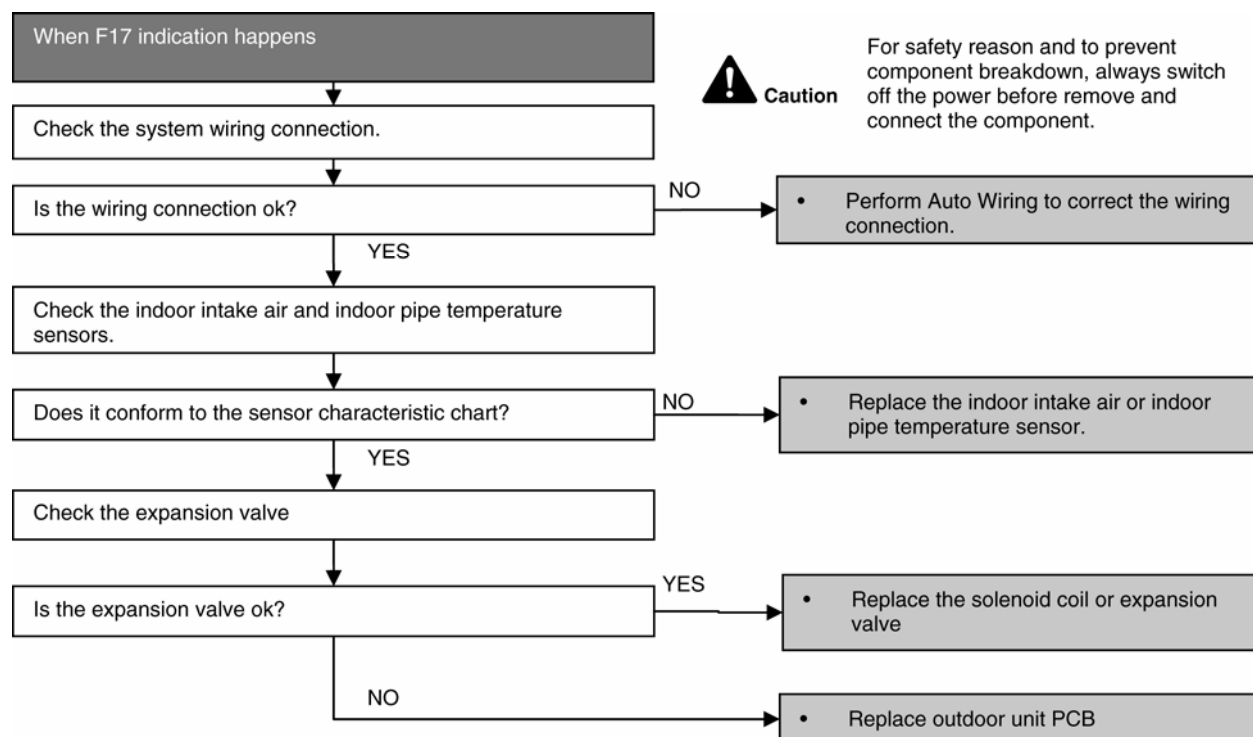 When F17 indication happens
Caution
For safety reason and to prevent
component breakdown, always switch
off the power before remove and
connect the component.
Check the system wiring connection.
Is the wiring connection ok?
NO
• Perform Auto Wiring to correct the wiring
connection.
YES
Check the indoor intake air and indoor pipe temperature
sensors.
Does it conform to the sensor characteristic chart?
NO
• Replace the indoor intake air or indoor
pipe temperature sensor.
YES
Check the expansion valve
Is the expansion valve ok?
YES
• Replace the solenoid coil or expansion
valve
NO
• Replace outdoor unit PCB